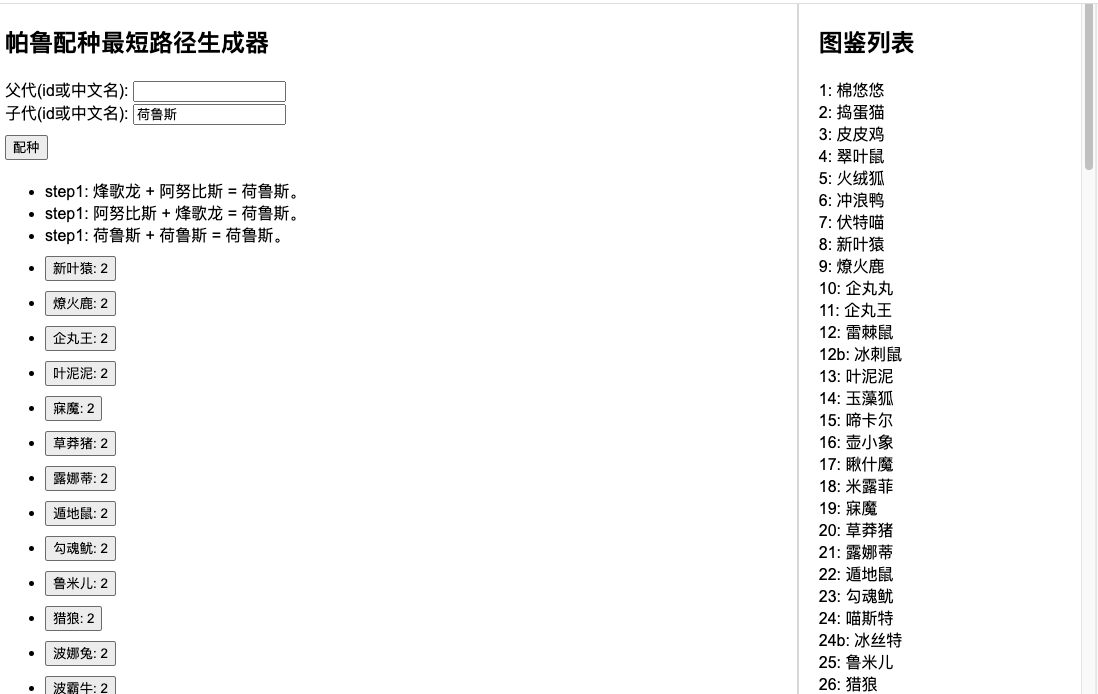 帕鲁配种最短路径生成器
父代(id或中文名):
子代(id或中文名): 荷鲁斯
配种
step1: 烽歌龙 + 阿努比斯 = 荷鲁斯。
step1: 阿努比斯 + 烽歌龙 = 荷鲁斯。
step1: 荷鲁斯 + 荷鲁斯 = 荷鲁斯。
新叶猿: 2
燎火鹿: 2
企丸王: 2
叶泥泥: 2
寐魔: 2
草莽猪: 2
露娜蒂: 2
遁地鼠: 2
勾魂鱿: 2
鲁米儿: 2
猎狼: 2
波娜兔: 2
波霸牛: 2
图鉴列表
1: 棉悠悠
2: 捣蛋猫
3: 皮皮鸡
4: 翠叶鼠
5: 火绒狐
6: 冲浪鸭
7: 伏特喵
8: 新叶猿
9: 燎火鹿
10: 企丸丸
11: 企丸王
12: 雷棘鼠
12b: 冰刺鼠
13: 叶泥泥
14: 玉藻狐
15: 啼卡尔
16: 壶小象
17: 瞅什魔
18: 米露菲
19: 寐魔
20: 草莽猪
21: 露娜蒂
22: 遁地鼠
23: 勾魂鱿
24: 喵斯特
24b: 冰丝特
25: 鲁米儿
26: 猎狼